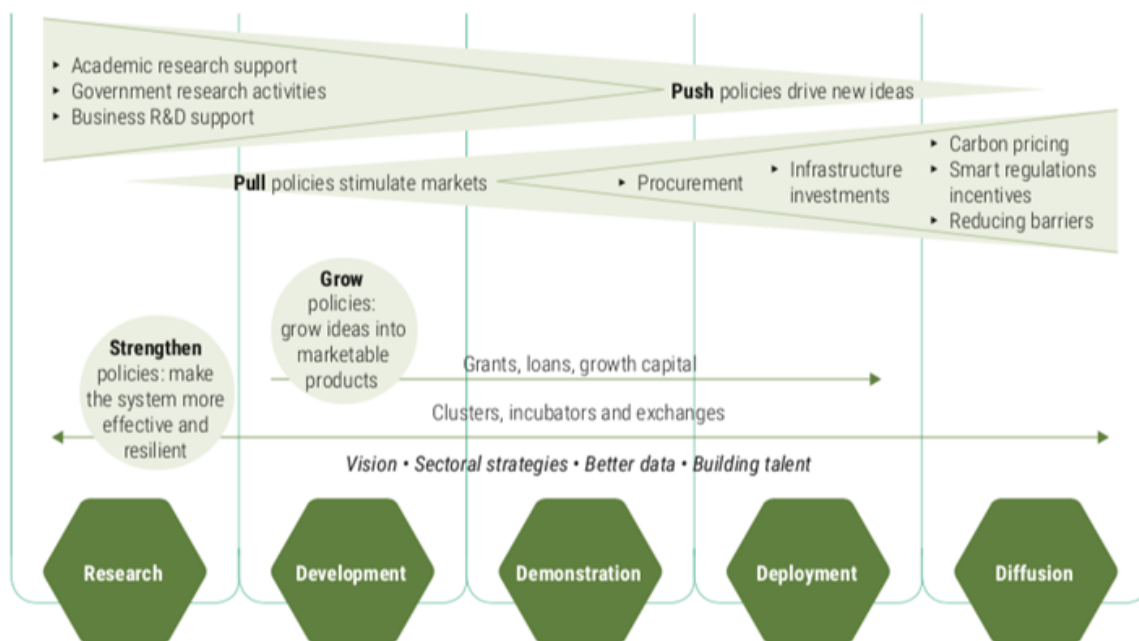 ‣ Academic research support
‣ Government research activities
‣ Business R&D support
Push policies drive new ideas
Pull policies stimulate markets
‣ Procurement
‣ Infrastructure
investments
‣ Carbon pricing
‣ Smart regulations
incentives
‣ Reducing barriers
Grow
policies:
grow ideas into
marketable
products
Strengthen
policies: make
the system more
effective and
resilient
Grants, loans, growth capital
Clusters, incubators and exchanges
Vision • Sectoral strategies • Better data • Building talent
Research
Development
Demonstration
Deployment
Diffusion